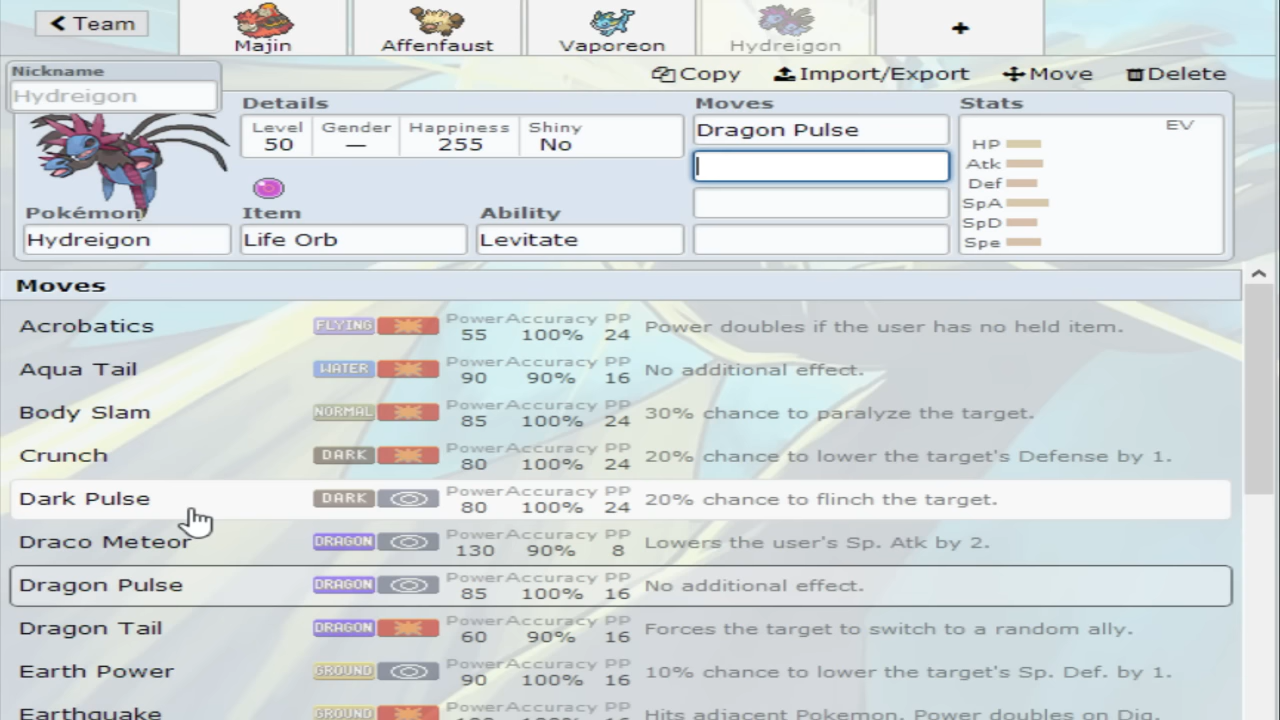 Team
Majin
Affenfaust
Vaporeon
Hydreigon
+
Copy
Import/Export
Move
Delete
Nickname
Hydreigon
Details
Level
50
Gender
—
Happiness
255
Shiny
No
Pokémon
Hydreigon
Item
Life Orb
Ability
Levitate
Moves
Dragon Pulse
Stats
EV
HP
Atk
Def
SpA
SpD
Spe
Moves
Acrobatics FLYING Power 55 Accuracy 100% PP 24 Power doubles if the user has no held item.
Aqua Tail WATER Power 90 Accuracy 90% PP 16 No additional effect.
Body Slam NORMAL Power 85 Accuracy 100% PP 24 30% chance to paralyze the target.
Crunch DARK Power 80 Accuracy 100% PP 24 20% chance to lower the target's Defense by 1.
Dark Pulse DARK Power 80 Accuracy 100% PP 24 20% chance to flinch the target.
Draco Meteor DRAGON Power 130 Accuracy 90% PP 8 Lowers the user's Sp. Atk by 2.
Dragon Pulse DRAGON Power 85 Accuracy 100% PP 16 No additional effect.
Dragon Tail DRAGON Power 60 Accuracy 90% PP 16 Forces the target to switch to a random ally.
Earth Power GROUND Power 90 Accuracy 100% PP 16 10% chance to lower the target's Sp. Def. by 1.
Earthquake GROUND Power Accuracy PP Hits adjacent Pokemon. Power doubles on Dig.